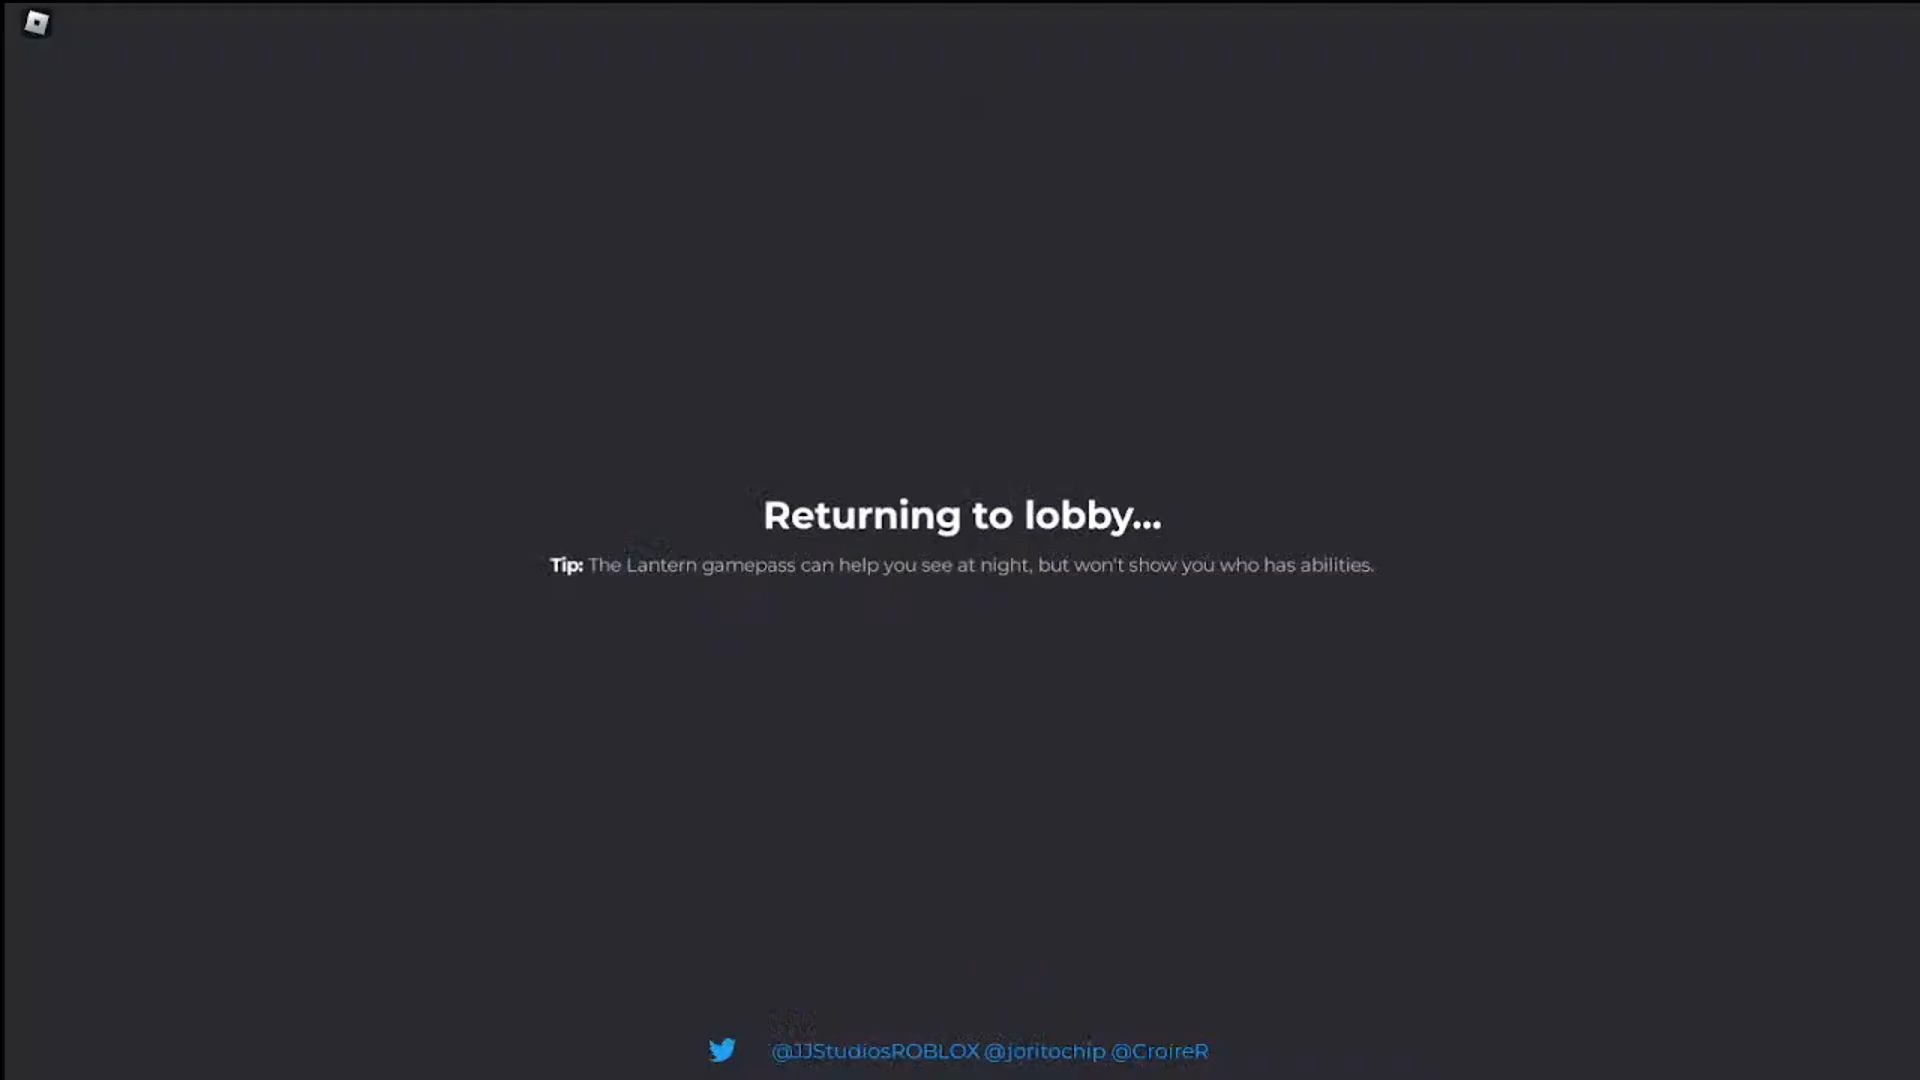 Returning to lobby...
Tip: The Lantern gamepass can help you see at night, but won't show you who has abilities.
@JJStudiosROBLOX @joritochip @CroireR